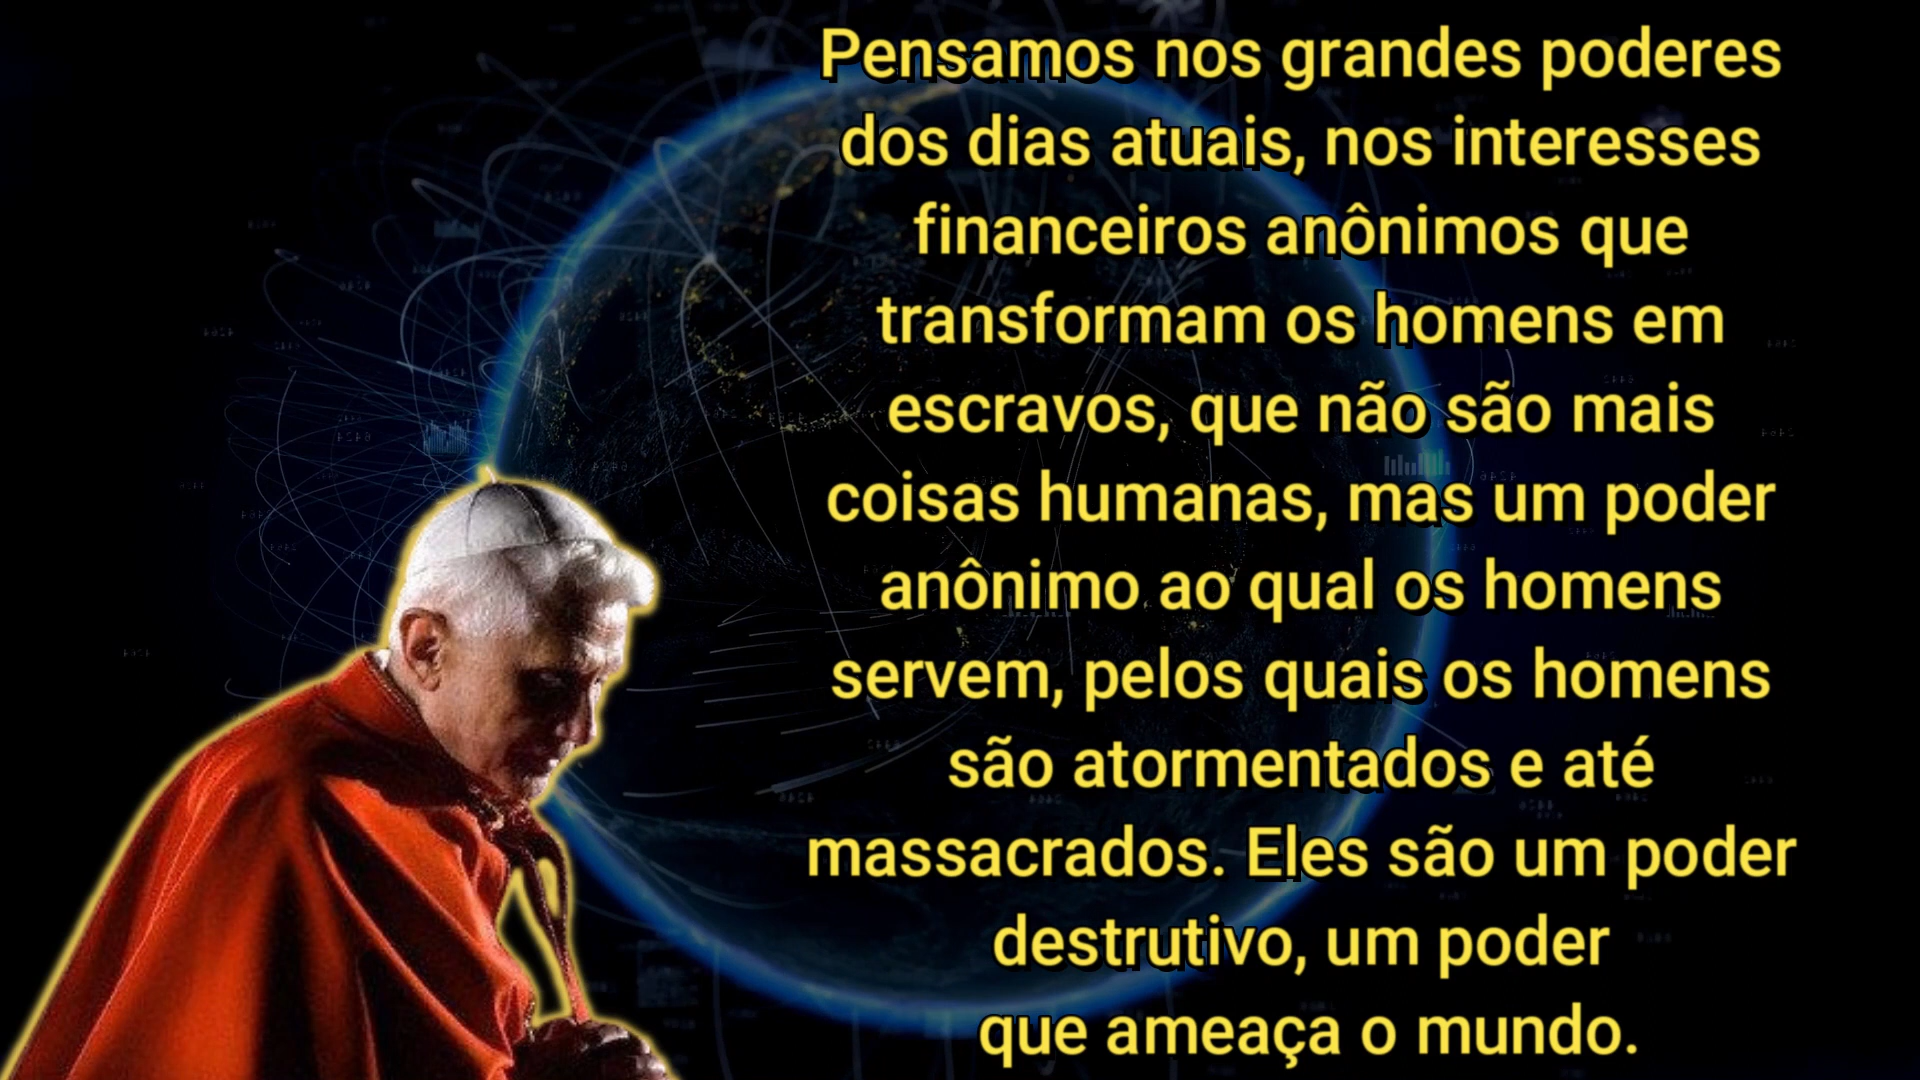 Pensamos nos grandes poderes
dos dias atuais, nos interesses
financeiros anônimos que
transformam os homens em
escravos, que não são mais
coisas humanas, mas um poder
anônimo ao qual os homens
servem, pelos quais os homens
são atormentados e até
massacrados. Eles são um poder
destrutivo, um poder
que ameaça o mundo.